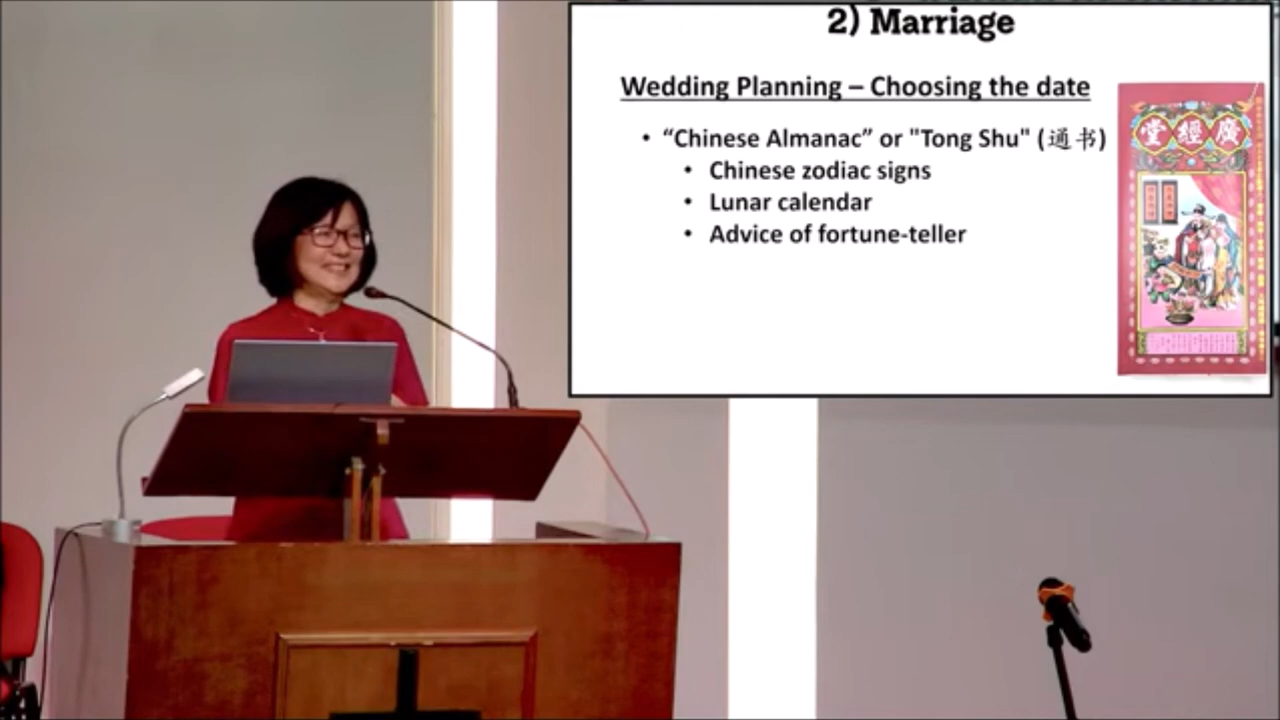 2) Marriage
Wedding Planning – Choosing the date
• “Chinese Almanac” or "Tong Shu" (通书)
• Chinese zodiac signs
• Lunar calendar
• Advice of fortune-teller
堂經廣